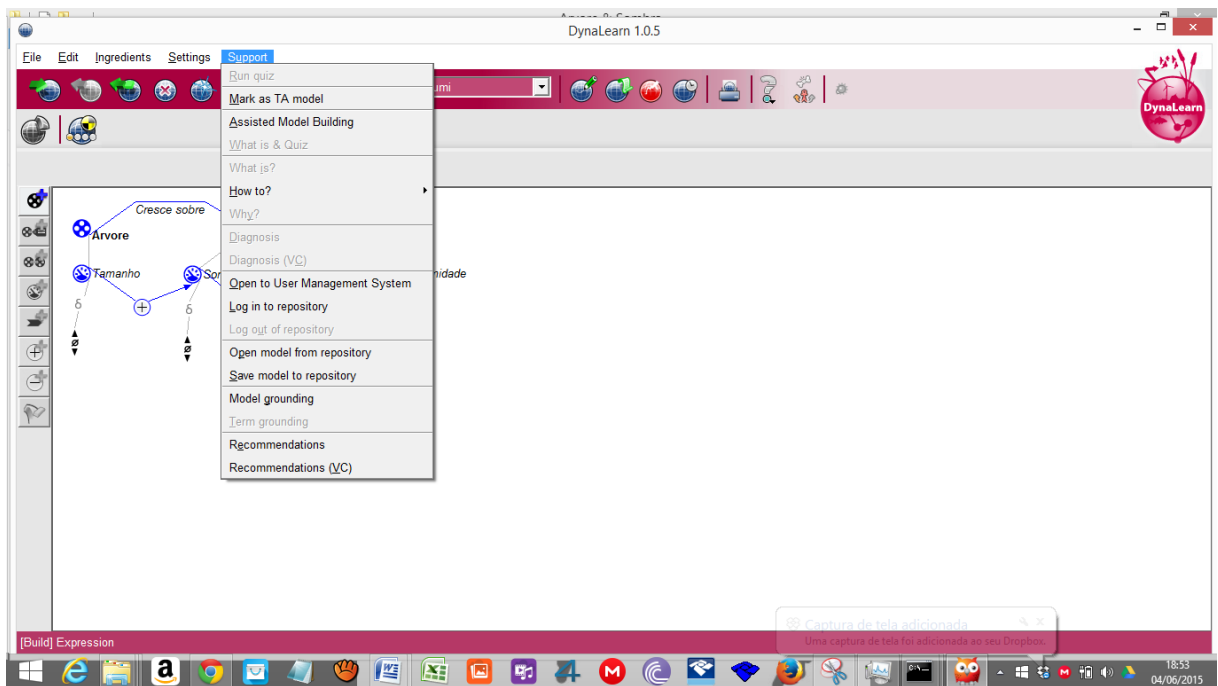 DynaLearn 1.0.5
File Edit Ingredients Settings Support
Run quiz
umi
Mark as TA model
DynaLearn
Assisted Model Building
What is & Quiz
What is?
How to?
Why?
Diagnosis
Diagnosis (VC)
Open to User Management System
Log in to repository
Log out of repository
Open model from repository
Save model to repository
Model grounding
Term grounding
Recommendations
Recommendations (VC)
Cresce sobre
Arvore
Tamanho
Sor
nidade
δ
δ
[Build] Expression
Captura de tela adicionada
Uma captura de tela foi adicionada ao seu Dropbox.
18:53
04/06/2015